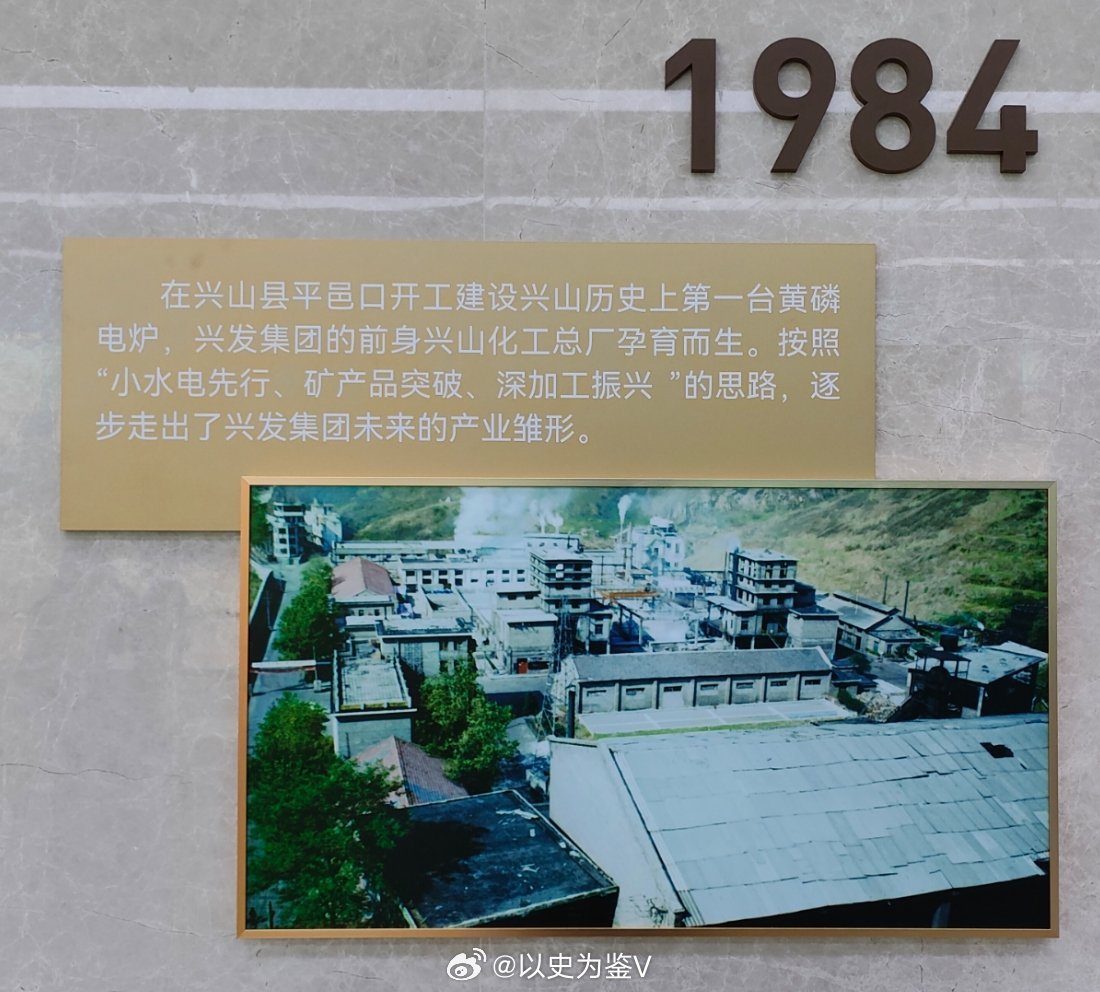 1984
在兴山县平邑口开工建设兴山历史上第一台黄磷
电炉，兴发集团的前身兴山化工总厂孕育而生。按照
“小水电先行、矿产品突破、深加工振兴 ”的思路，逐
步走出了兴发集团未来的产业雏形。
@以史为鉴V